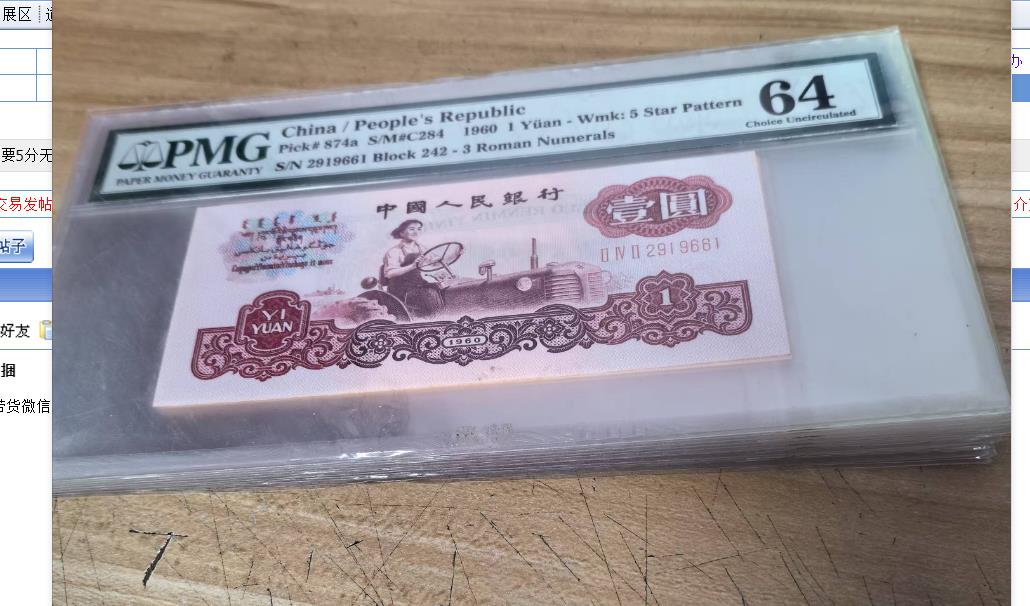 展区
要5分无
交易发帖
帖子
好友
捆
带货微信
办
介
PMG
PAPER MONEY GUARANTY
China / People's Republic
Pick# 874a S/M#C284 1960 1 Yüan - Wmk: 5 Star Pattern
S/N 2919661 Block 242 - 3 Roman Numerals
64
Choice Uncirculated
中國人民銀行
壹圓
II IV II 2919661
YI
YUAN
1960
1